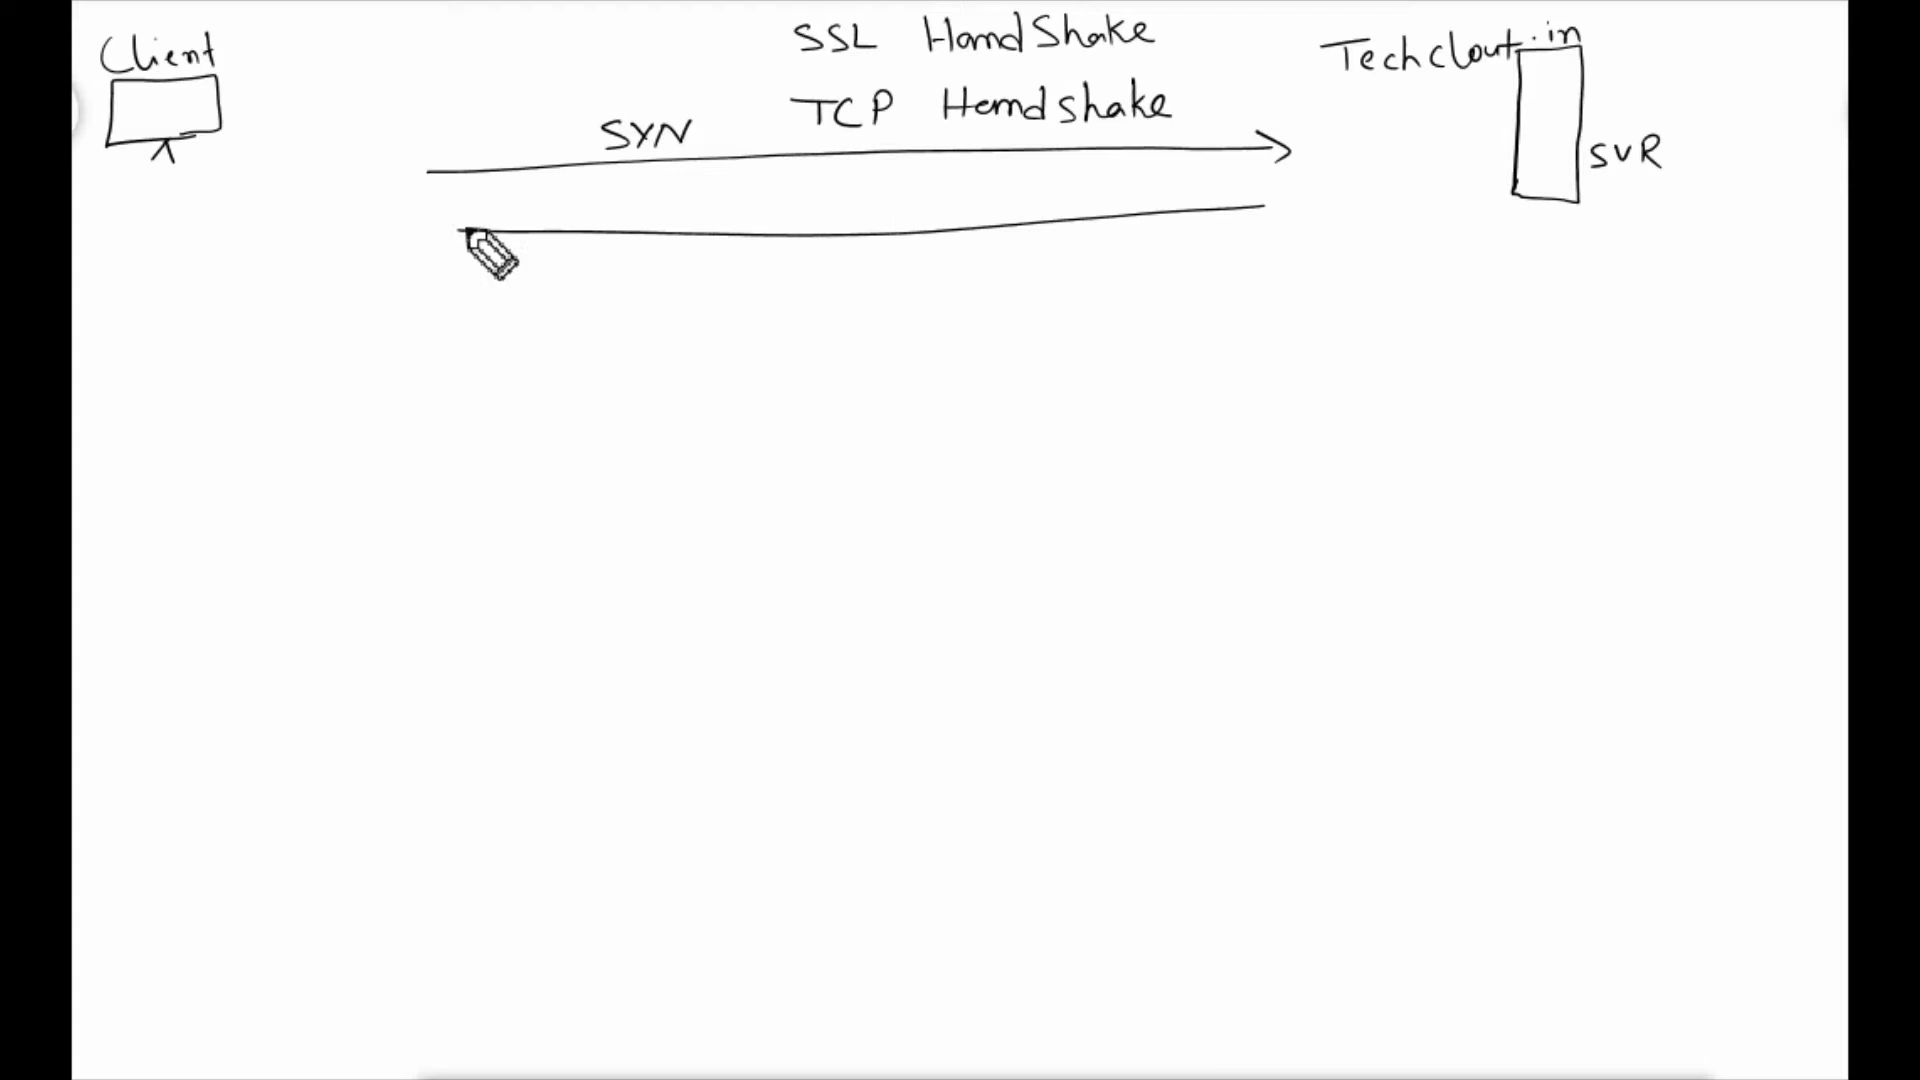 Client
SSL HandShake
Techclout.in
TCP Handshake
SYN
SVR